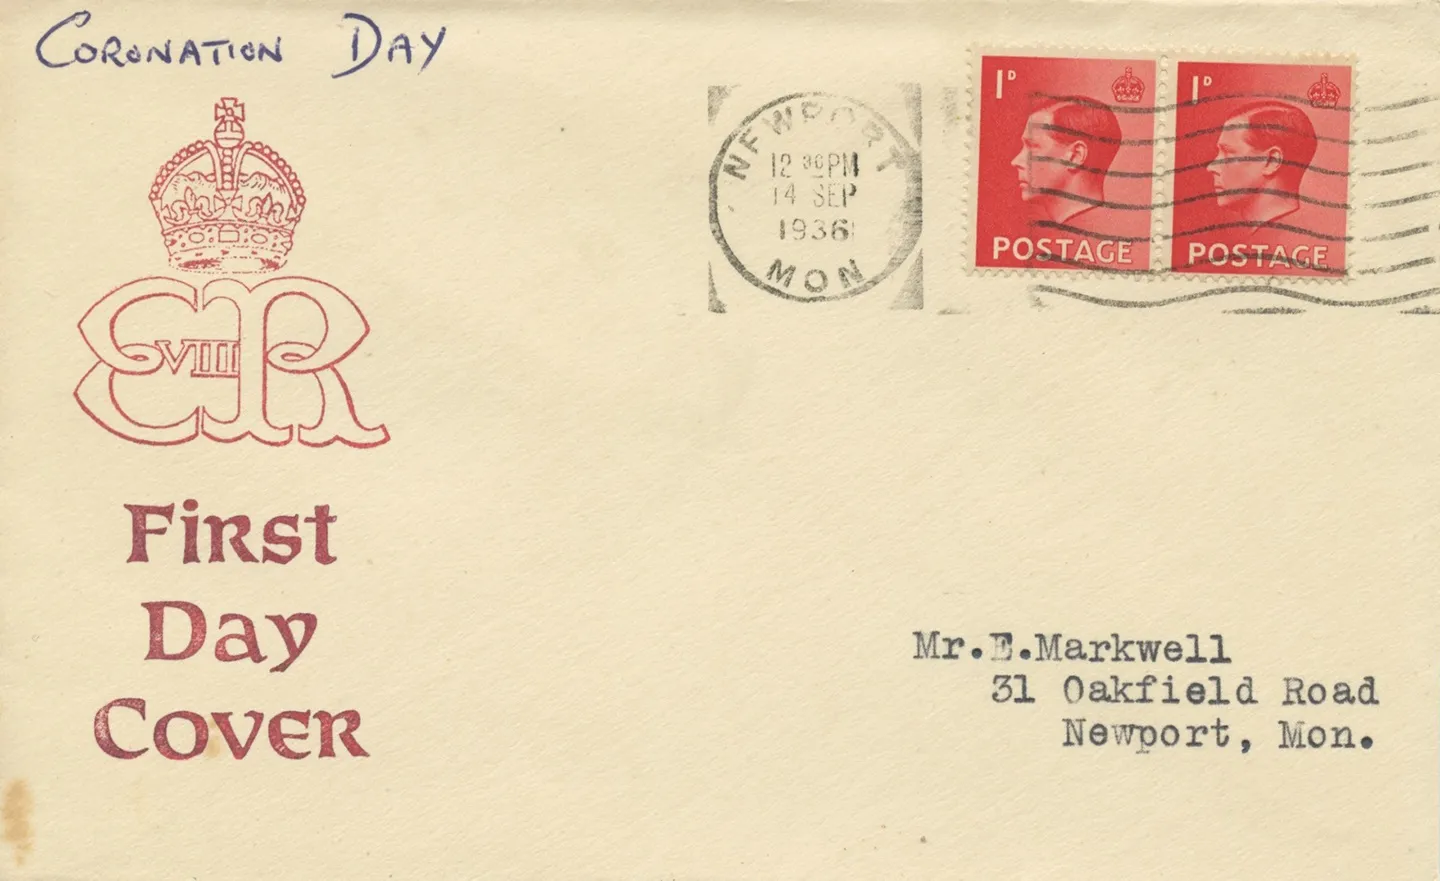 CORONATION DAY
1D
1D
POSTAGE
POSTAGE
NEWPORT
12 30 PM
14 SEP
1936
MON
E VIII R
First
Day
Cover
Mr.E.Markwell
31 Oakfield Road
Newport, Mon.